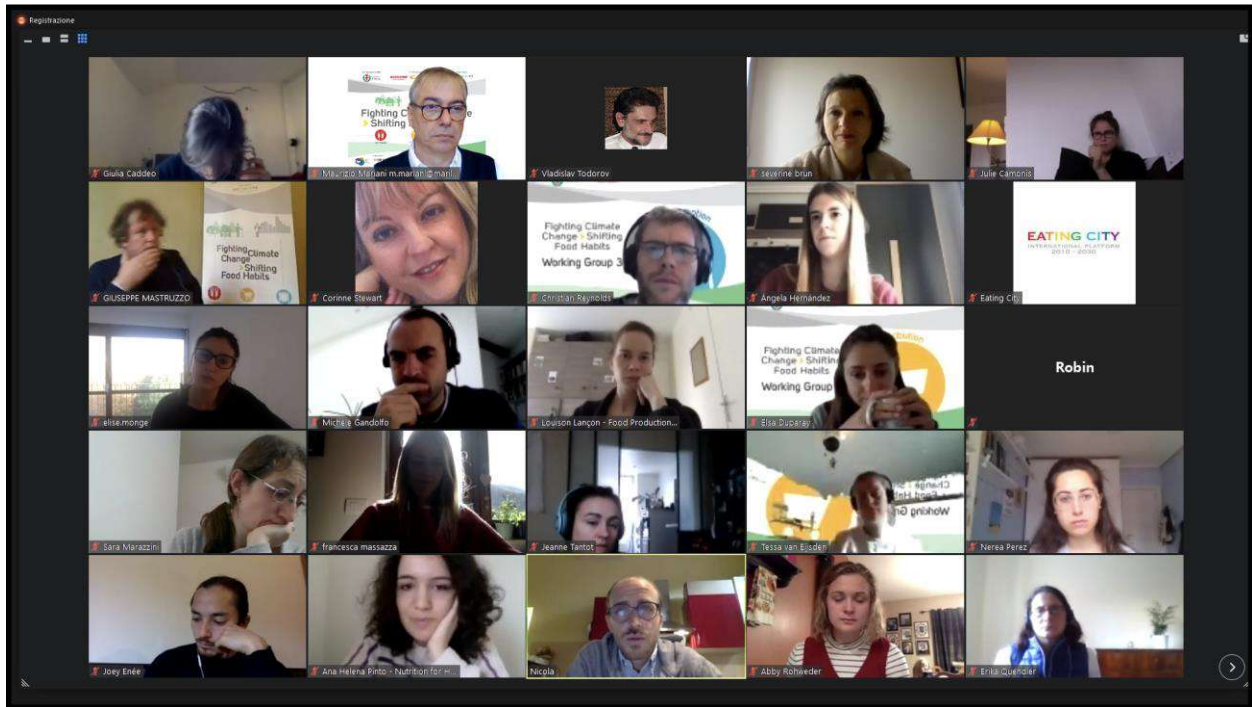 Registrazione
Fighting C
Shifting
Giulia Caddeo
Maurizio Mariani m.mariani@maril...
Vladislav Todorov
séverine brun
Julie Camonis
Fighting Climate
Change
> Shifting
Food Habits
GIUSEPPE MASTRUZZO
Corinne Stewart
Fighting Climate
Change > Shifting
Food Habits
Working Group 3
Christian Reynolds
Ángela Hernández
EATING CITY
INTERNATIONAL PLATFORM
2010 - 2030
Eating City
elise.monge
Michele Gandolfo
Louison Lançon - Food Production...
Fighting Climate
Change > Shifting
Food Habits
Working Group
Elsa Duparay
Robin
Sara Marazzini
francesca massazza
Jeanne Tantot
Tessa van Eijsden
Nerea Perez
Joey Enée
Ana Helena Pinto - Nutrition for H...
Nicola
Abby Rohweder
Erika Quendler